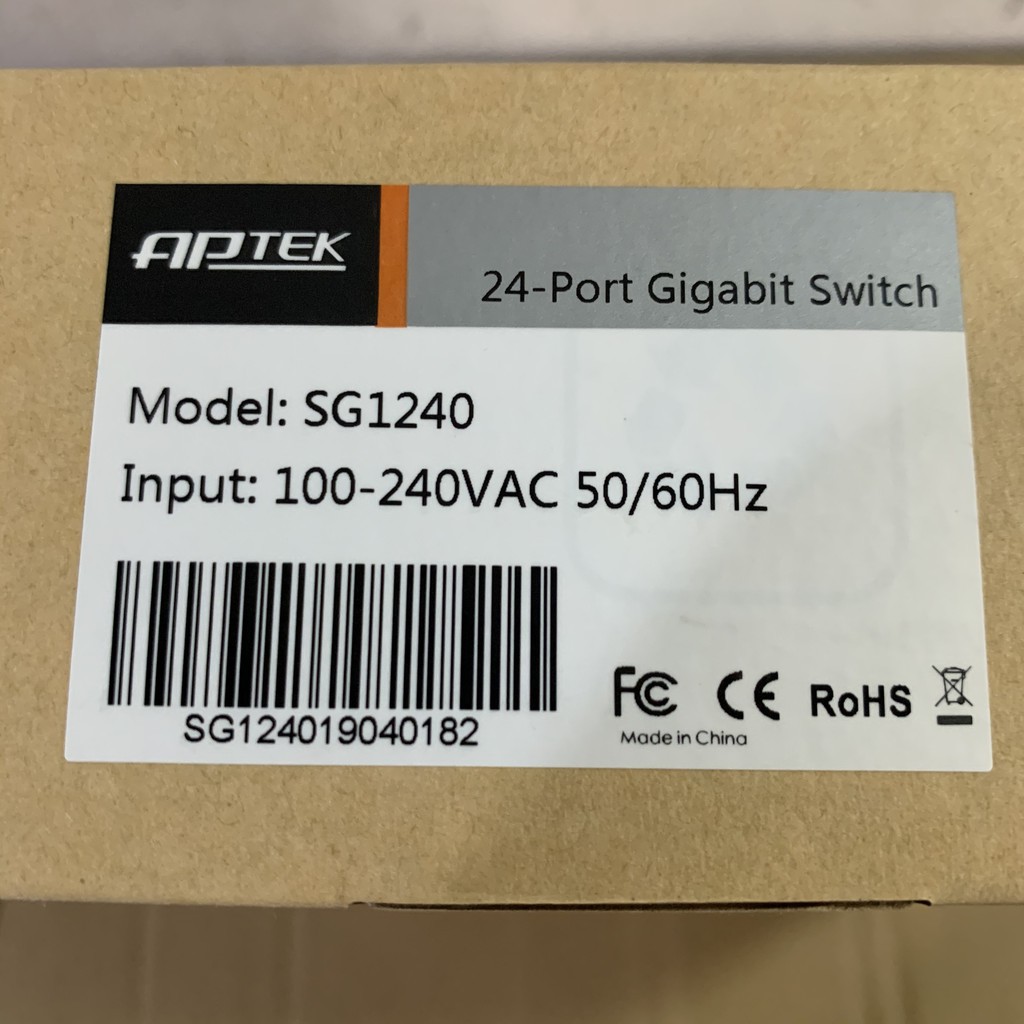 APTEK
24-Port Gigabit Switch
Model: SG1240
Input: 100-240VAC 50/60Hz
SG124019040182
FC CE RoHS
Made in China